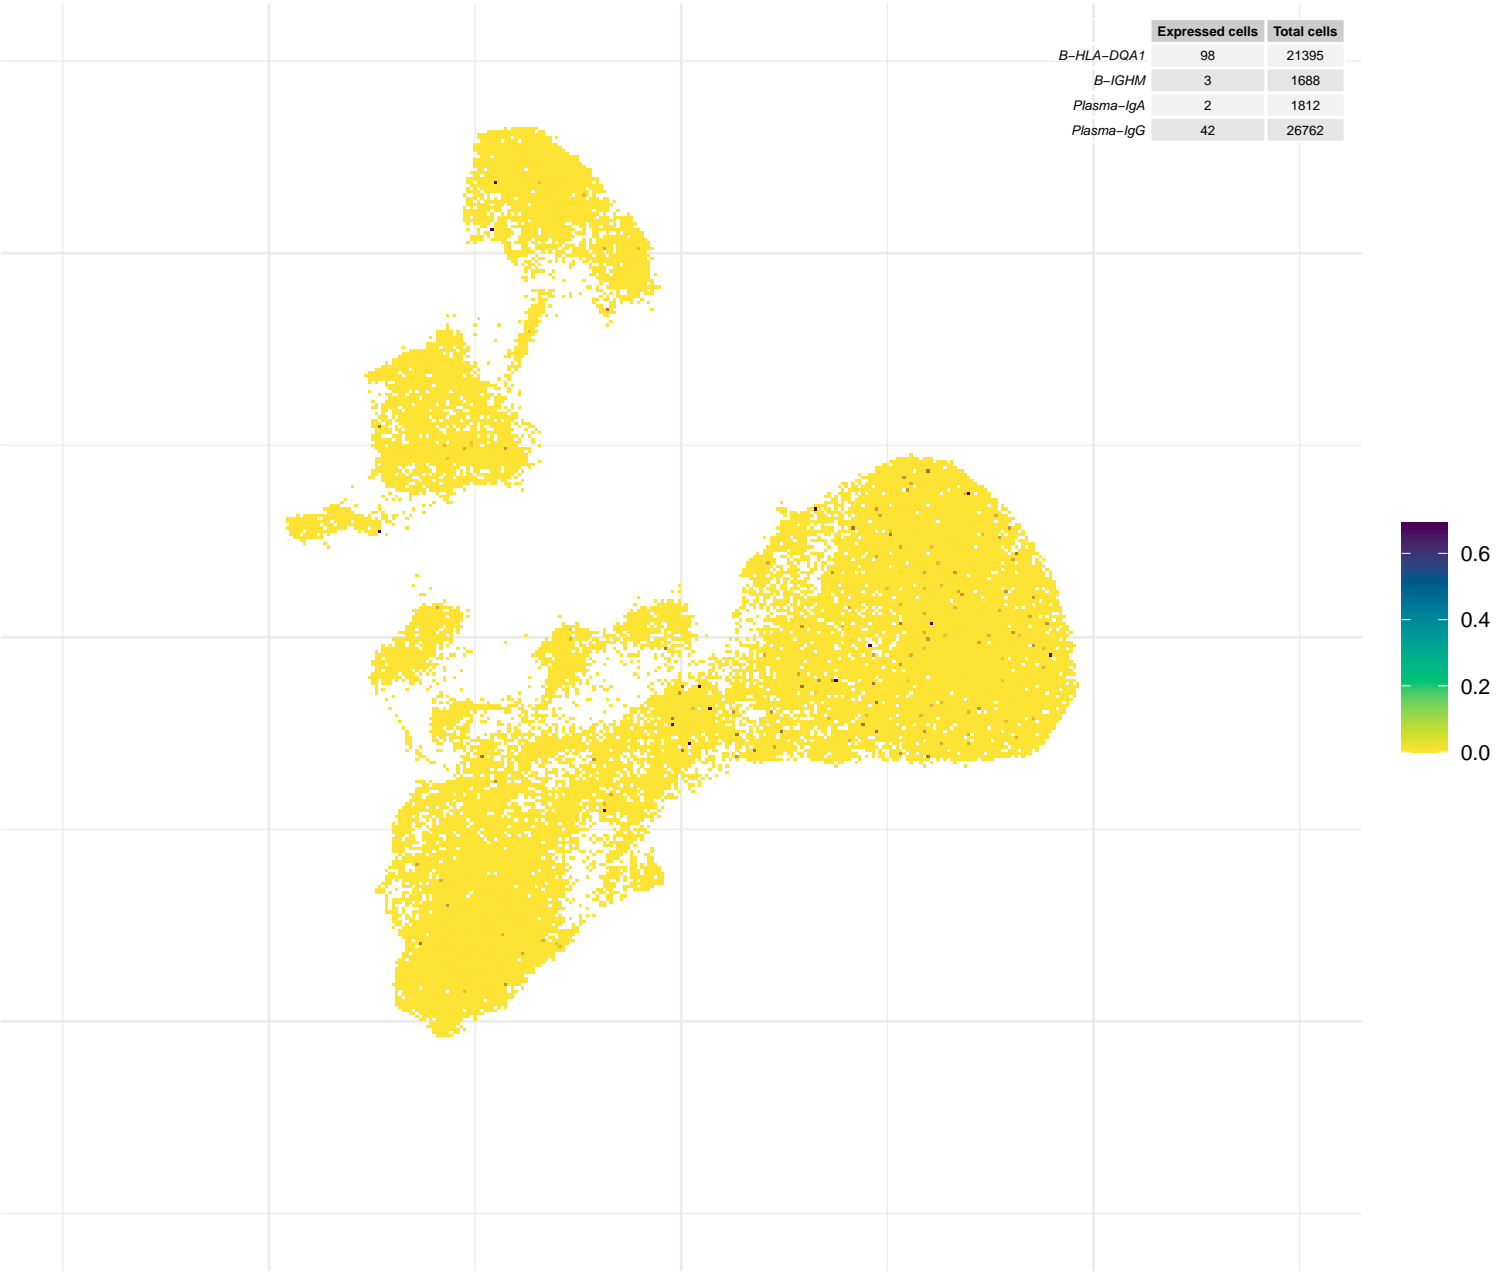 Expressed cells Total cells
B−HLA−DQA1 98 21395
B−IGHM 3 1688
Plasma−IgA 2 1812
Plasma−IgG 42 26762
0.6
0.4
0.2
0.0